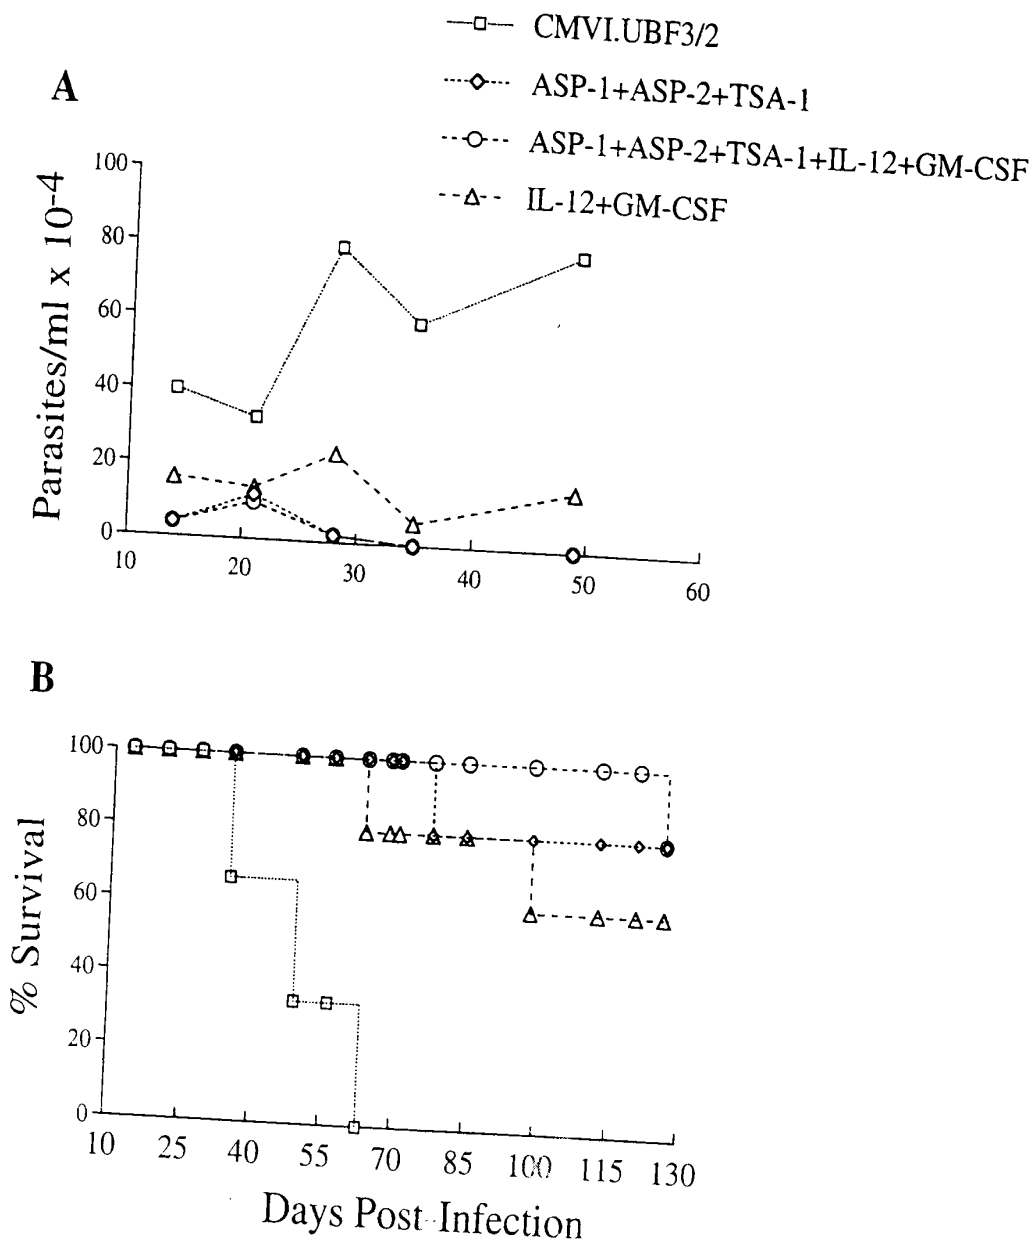 CMVI.UBF3/2
A
ASP-1+ASP-2+TSA-1
ASP-1+ASP-2+TSA-1+IL-12+GM-CSF
IL-12+GM-CSF
100
80
60
40
20
0
Parasites/ml x 10-4
10 20 30 40 50 60
B
100
80
60
40
20
0
% Survival
10 25 40 55 70 85 100 115 130
Days Post Infection